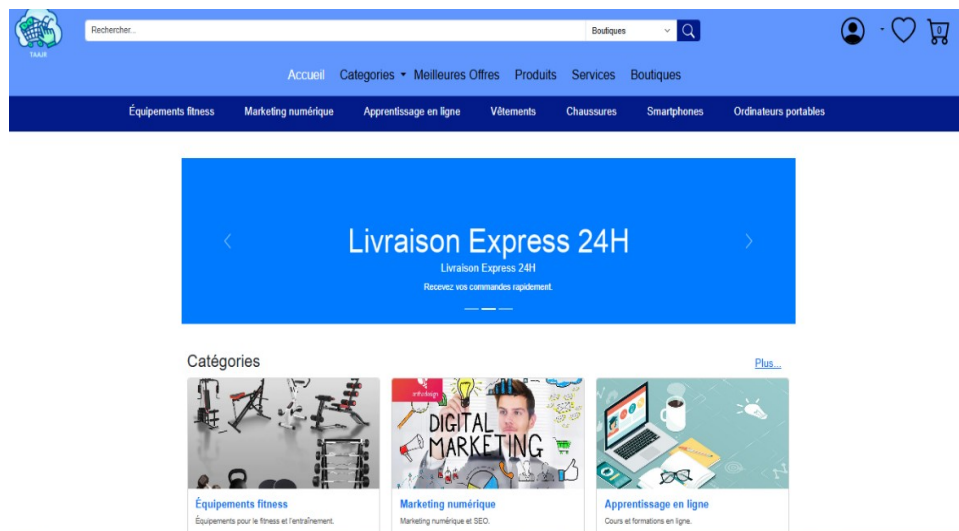 TAAJR
Rechercher...
Boutiques
0
Accueil Categories Meilleures Offres Produits Services Boutiques
Équipements fitness Marketing numérique Apprentissage en ligne Vêtements Chaussures Smartphones Ordinateurs portables
Livraison Express 24H
Livraison Express 24H
Recevez vos commandes rapidement.
Catégories
Plus...
DIGITAL
MARKETING
Équipements fitness
Équipements pour le fitness et l'entraînement.
Marketing numérique
Marketing numérique et SEO.
Apprentissage en ligne
Cours et formations en ligne.